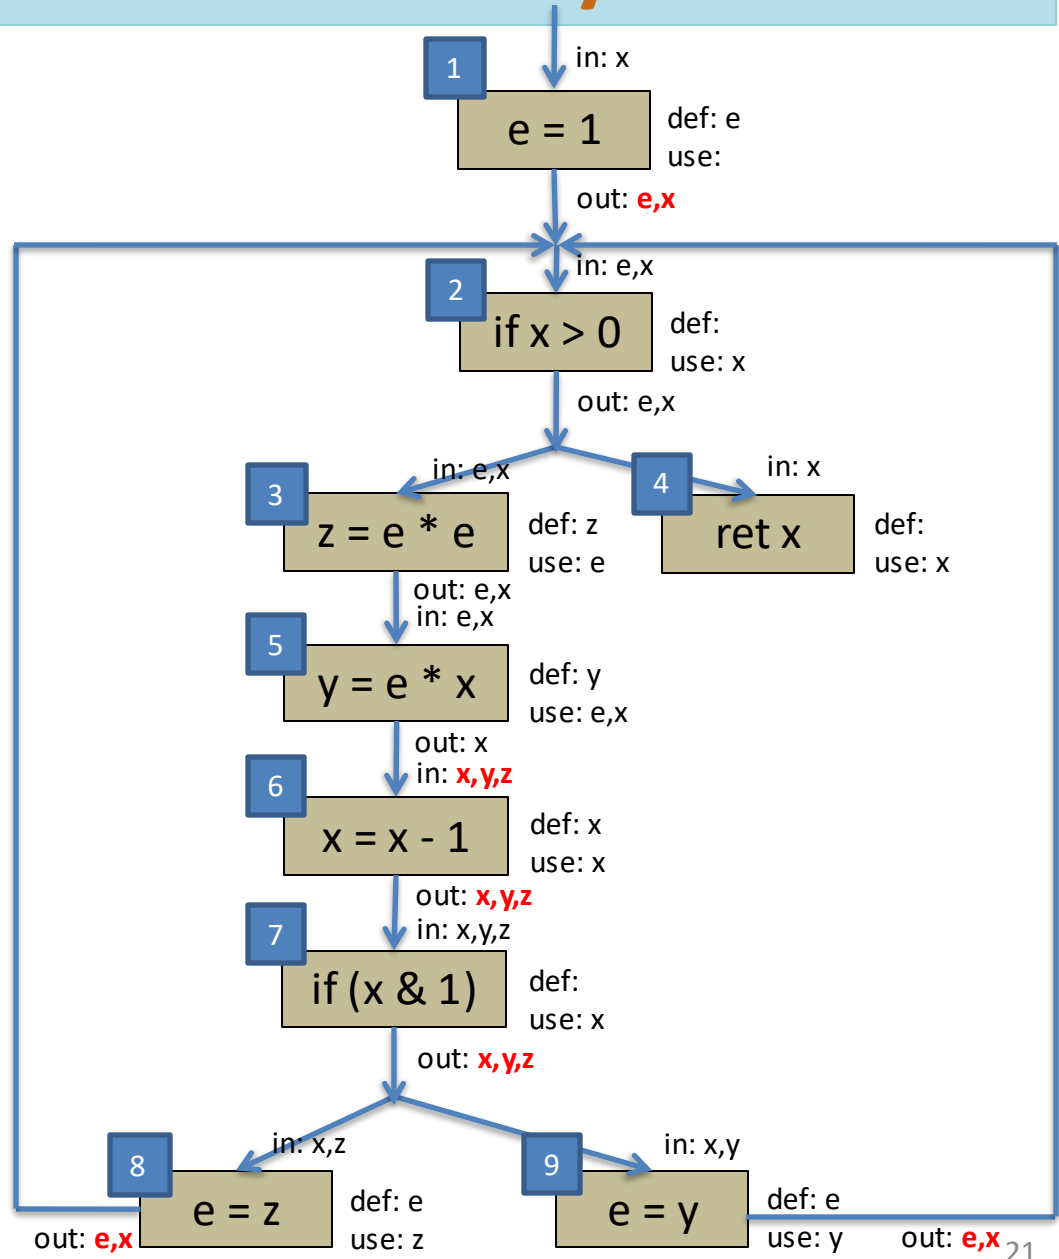 1
in: x
e = 1
def: e
use:
out: e,x
in: e,x
2
if x > 0
def:
use: x
out: e,x
in: e,x
3
z = e * e
def: z
use: e
out: e,x
in: x
4
ret x
def:
use: x
in: e,x
5
y = e * x
def: y
use: e,x
out: x
in: x,y,z
6
x = x - 1
def: x
use: x
out: x,y,z
in: x,y,z
7
if (x & 1)
def:
use: x
out: x,y,z
in: x,z
8
e = z
def: e
use: z
out: e,x
in: x,y
9
e = y
def: e
use: y
out: e,x
21